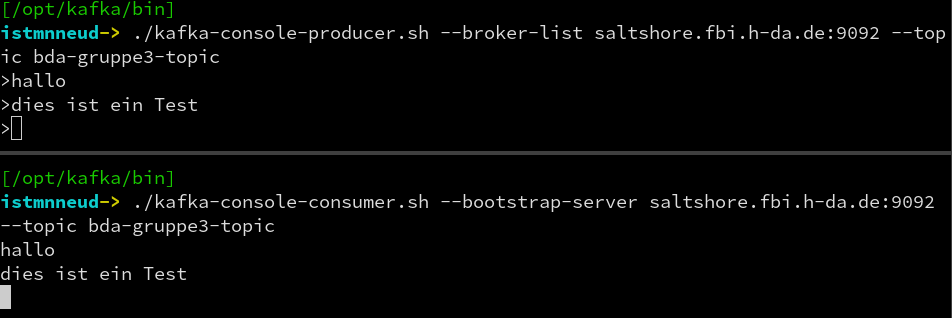 [/opt/kafka/bin]
istmnneud-> ./kafka-console-producer.sh --broker-list saltshore.fbi.h-da.de:9092 --top
ic bda-gruppe3-topic
>hallo
>dies ist ein Test
>
[/opt/kafka/bin]
istmnneud-> ./kafka-console-consumer.sh --bootstrap-server saltshore.fbi.h-da.de:9092
--topic bda-gruppe3-topic
hallo
dies ist ein Test